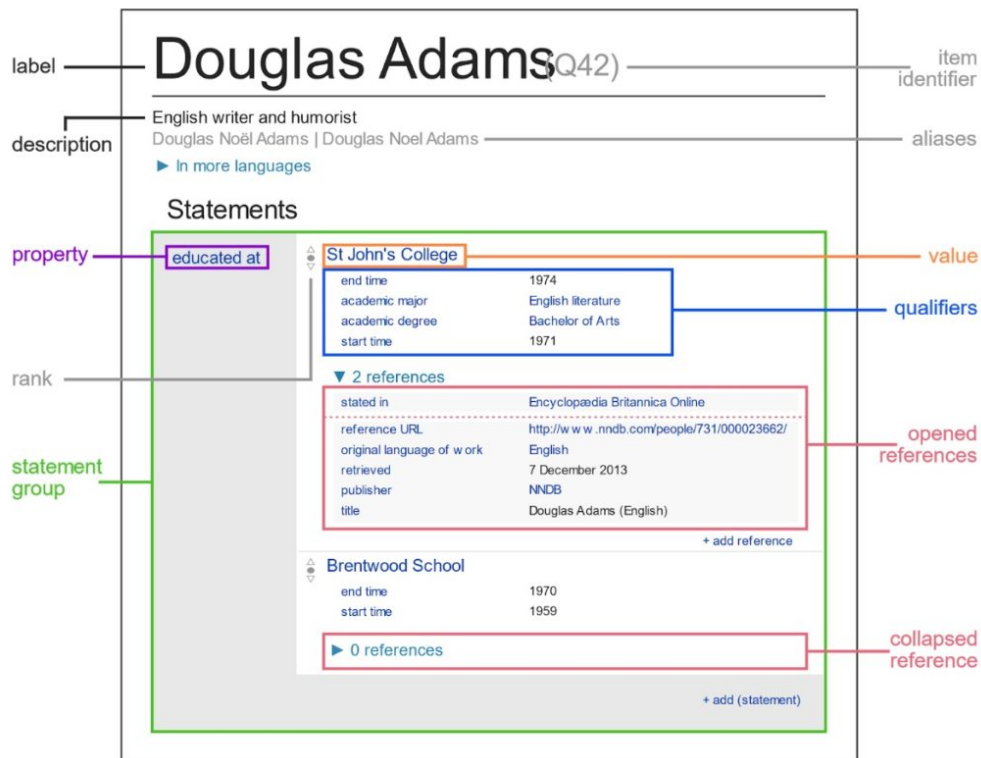 label
Douglas Adams (Q42)
item
identifier
description
English writer and humorist
Douglas Noël Adams | Douglas Noel Adams
aliases
► In more languages
Statements
property
educated at
St John's College
value
end time 1974
academic major English literature
academic degree Bachelor of Arts
start time 1971
qualifiers
rank
▼ 2 references
stated in Encyclopædia Britannica Online
reference URL http://www.nndb.com/people/731/000023662/
original language of work English
retrieved 7 December 2013
publisher NNDB
title Douglas Adams (English)
opened
references
statement
group
+ add reference
Brentwood School
end time 1970
start time 1959
► 0 references
collapsed
reference
+ add (statement)